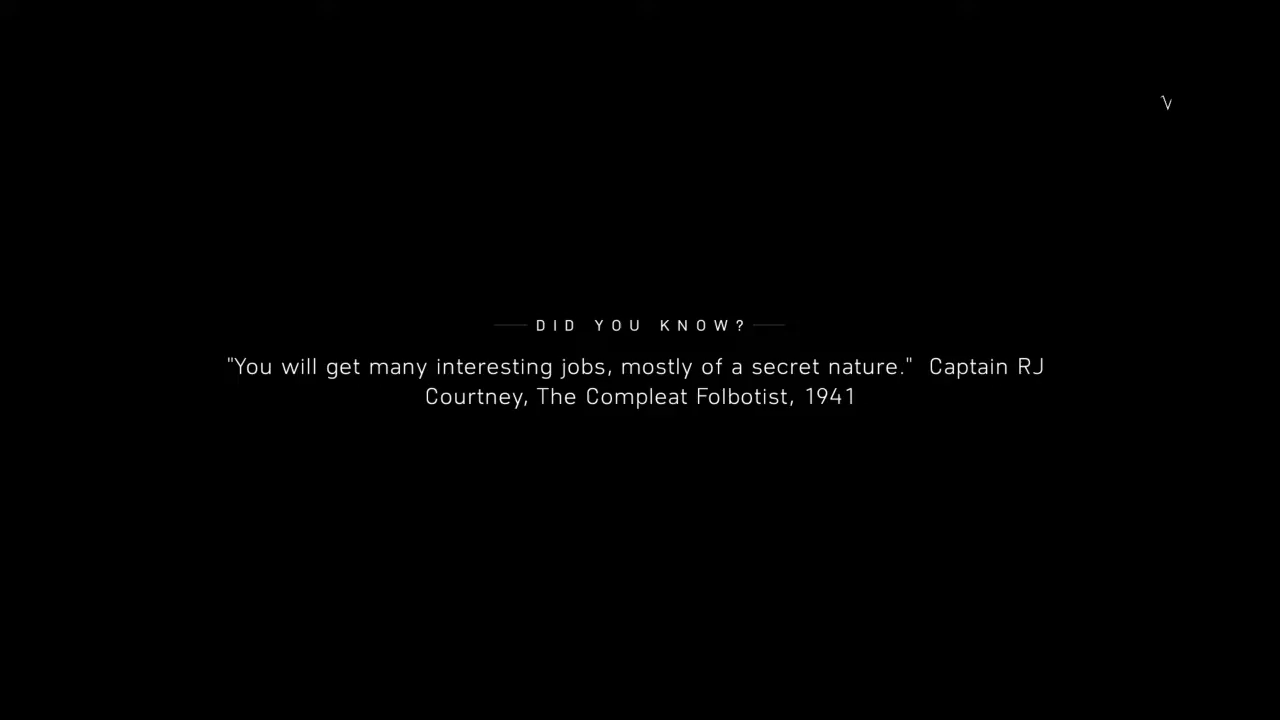 DID YOU KNOW?
"You will get many interesting jobs, mostly of a secret nature."  Captain RJ
Courtney, The Compleat Folbotist, 1941